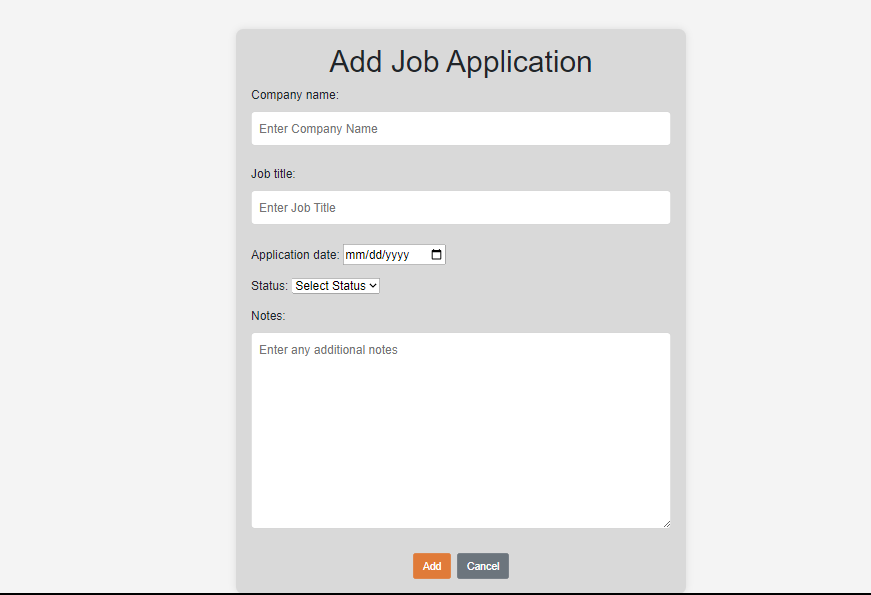 Add Job Application
Company name:
Enter Company Name
Job title:
Enter Job Title
Application date: mm/dd/yyyy
Status: Select Status
Notes:
Enter any additional notes
Add Cancel